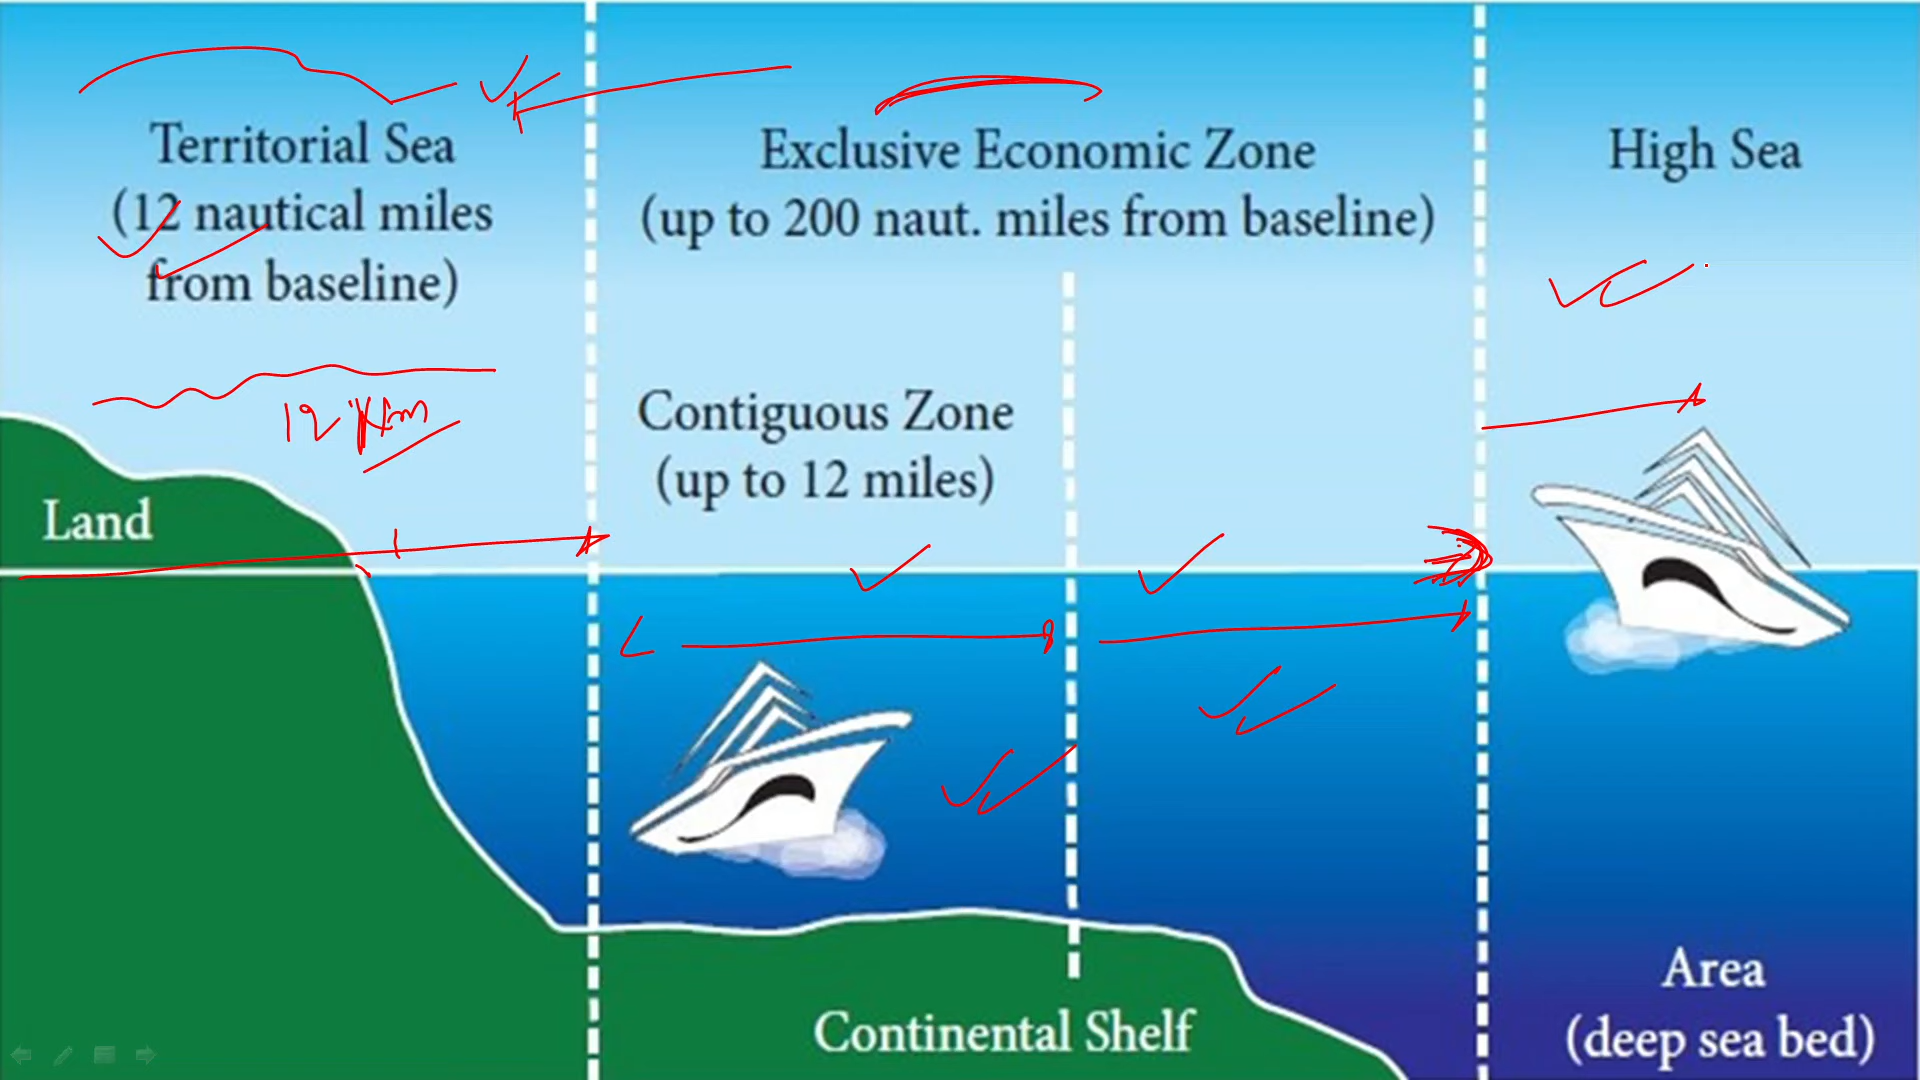 Territorial Sea
(12 nautical miles
from baseline)
Exclusive Economic Zone
(up to 200 naut. miles from baseline)
High Sea
Contiguous Zone
(up to 12 miles)
12
Land
Continental Shelf
Area
(deep sea bed)